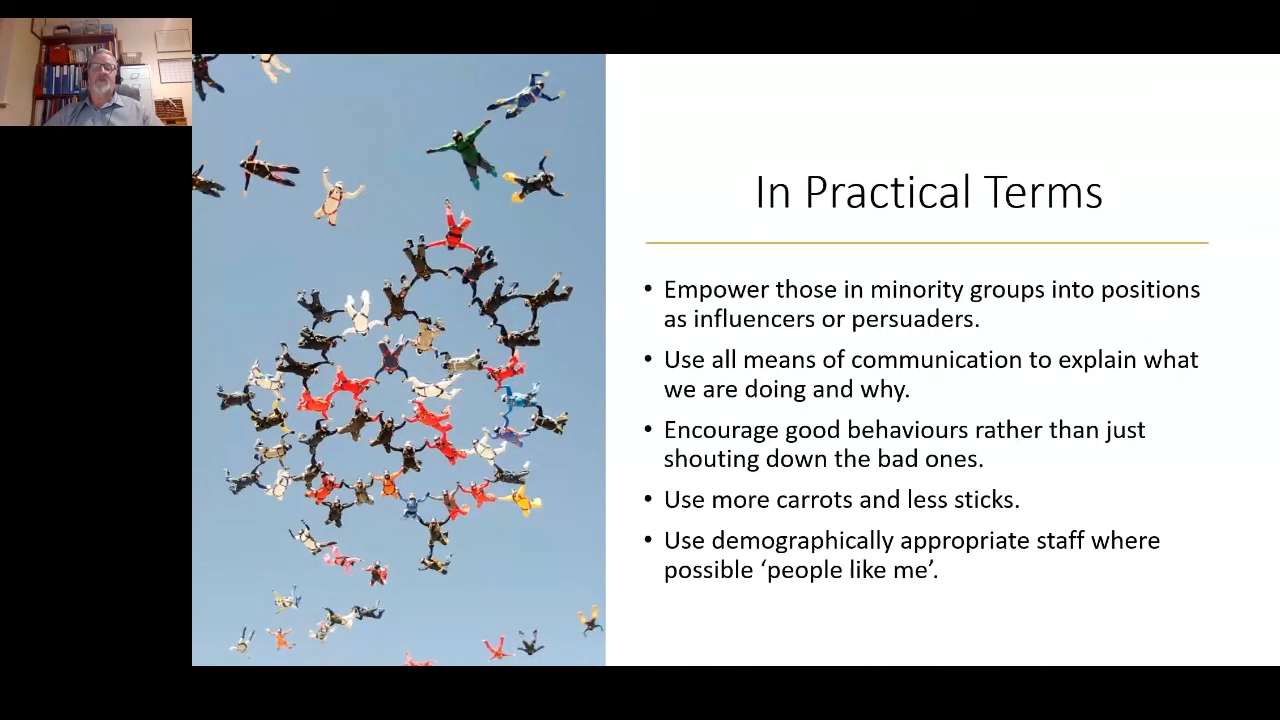 In Practical Terms
• Empower those in minority groups into positions
as influencers or persuaders.
• Use all means of communication to explain what
we are doing and why.
• Encourage good behaviours rather than just
shouting down the bad ones.
• Use more carrots and less sticks.
• Use demographically appropriate staff where
possible ‘people like me’.